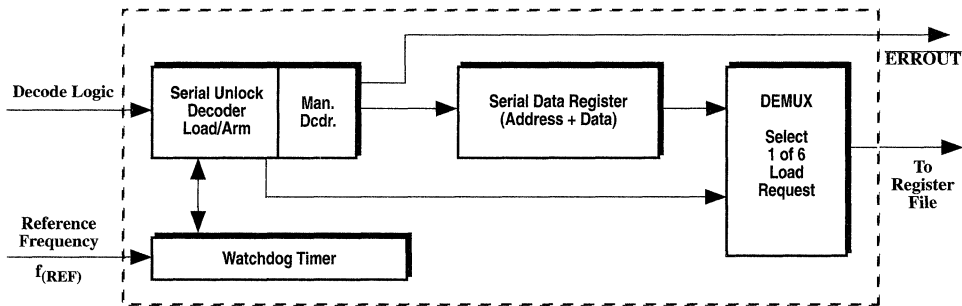 ERROUT
Decode Logic
Serial Unlock
Decoder
Load/Arm
Man.
Dcdr.
Serial Data Register
(Address + Data)
DEMUX
Select
1 of 6
Load
Request
To
Register
File
Reference
Frequency
f(REF)
Watchdog Timer